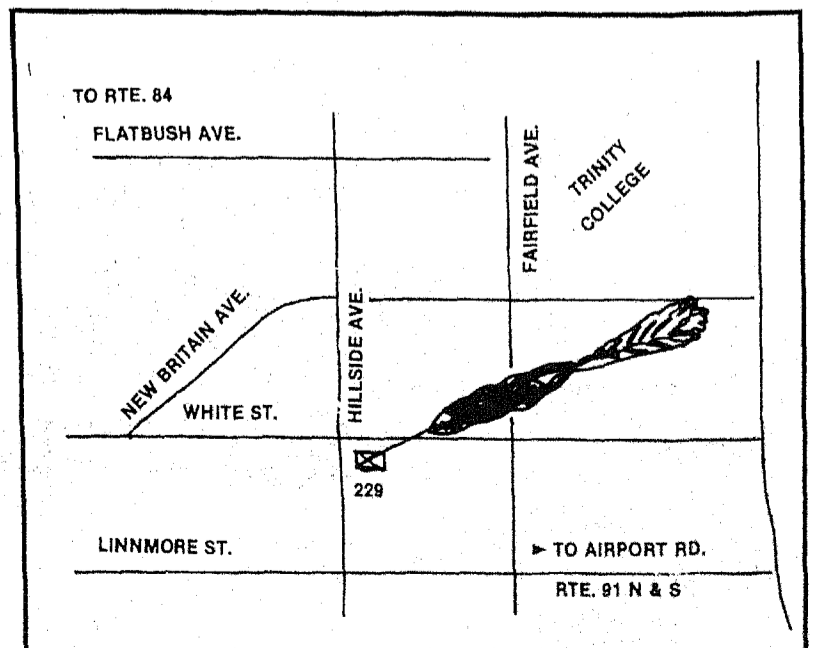 TO RTE. 84
FLATBUSH AVE.
FAIRFIELD AVE.
TRINITY
COLLEGE
NEW BRITAIN AVE.
HILLSIDE AVE.
WHITE ST.
229
LINNMORE ST.
► TO AIRPORT RD.
RTE. 91 N & S